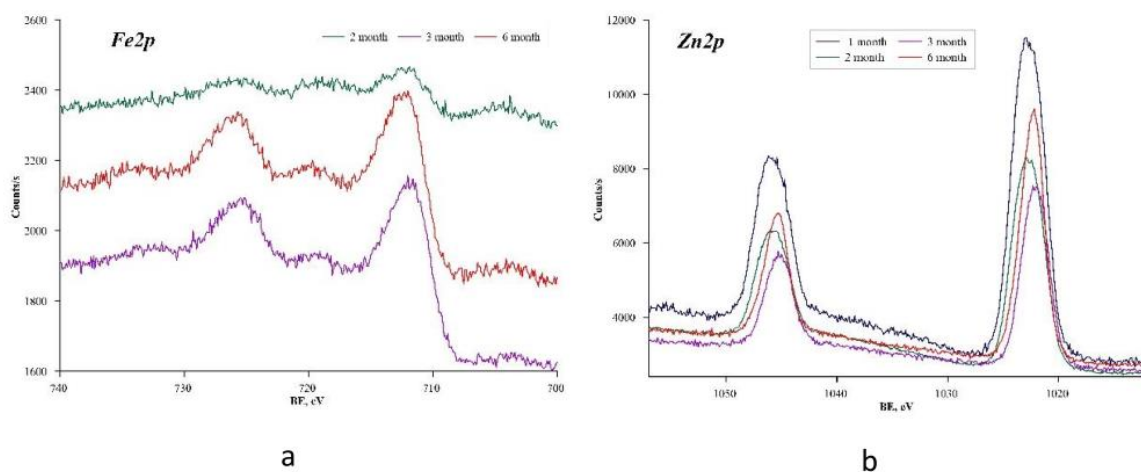 Fe2p
2 month 3 month 6 month
2600
2400
2200
2000
1800
1600
Counts/s
740 730 720 710 700
BE, eV
a
Zn2p
1 month 3 month
2 month 6 month
12000
10000
8000
6000
4000
Counts/s
1050 1040 1030 1020
BE, eV
b